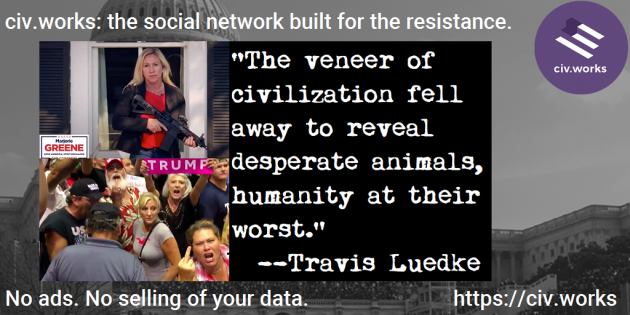 civ.works: the social network built for the resistance.
civ.works
"The veneer of
civilization fell
away to reveal
desperate animals,
humanity at their
worst."
--Travis Luedke
Marjorie
GREENE
TRUMP
No ads. No selling of your data.
https://civ.works